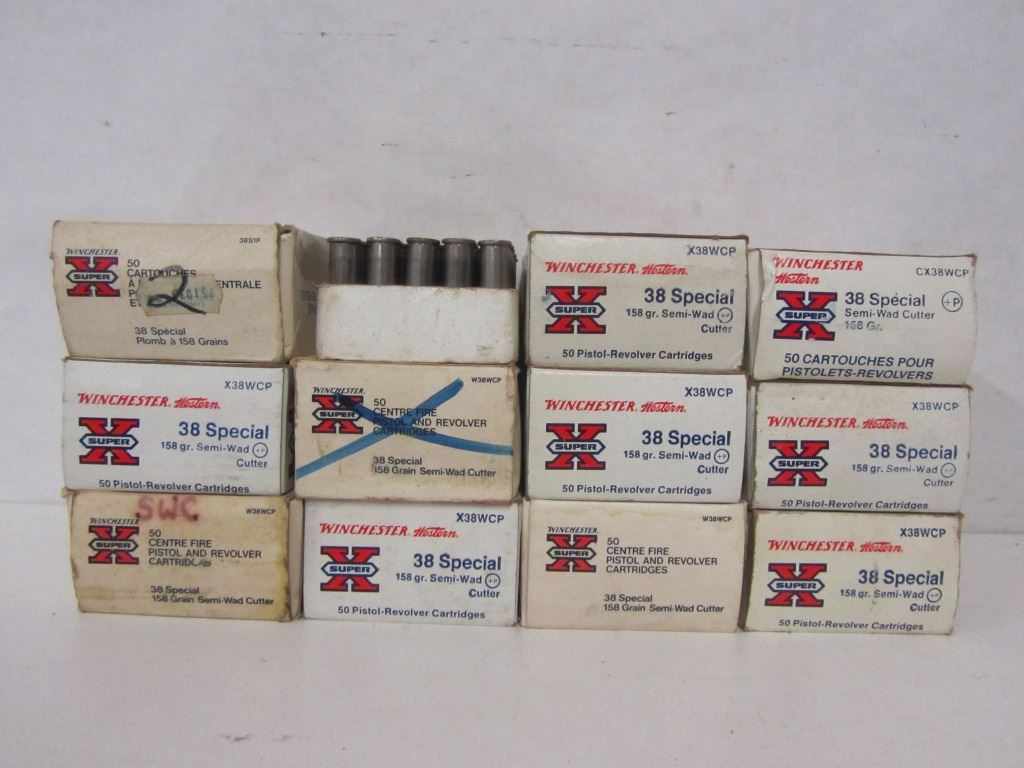 WINCHESTER
38S1P
X
SUPER
50
CARTOUCHES
ENTRALE
2
38 Spécial
Plomb à 158 Grains
X38WCP
WINCHESTER Western
X
SUPER
38 Special
158 gr. Semi-Wad +P
Cutter
50 Pistol-Revolver Cartridges
WINCHESTER
Western
CX38WCP
X
SUPER
38 Spécial
+P
Semi-Wad Cutter
158 Gr.
50 CARTOUCHES POUR
PISTOLETS-REVOLVERS
X38WCP
WINCHESTER Western
X
SUPER
38 Special
158 gr. Semi-Wad +P
Cutter
50 Pistol-Revolver Cartridges
W38WCP
WINCHESTER
X
SUPER
50
CENTRE FIRE
PISTOL AND REVOLVER
CARTRIDGES
38 Special
158 Grain Semi-Wad Cutter
X38WCP
WINCHESTER Western
X
SUPER
38 Special
158 gr. Semi-Wad +P
Cutter
50 Pistol-Revolver Cartridges
X38WCP
WINCHESTER Western
X
SUPER
38 Special
158 gr. Semi-Wad +P
Cutter
50 Pistol-Revolver Cartridges
SWC
W38WCP
WINCHESTER
X
SUPER
50
CENTRE FIRE
PISTOL AND REVOLVER
CARTRIDGES
38 Special
158 Grain Semi-Wad Cutter
X38WCP
WINCHESTER Western
X
SUPER
38 Special
158 gr. Semi-Wad +P
Cutter
50 Pistol-Revolver Cartridges
W38WCP
WINCHESTER
X
SUPER
50
CENTRE FIRE
PISTOL AND REVOLVER
CARTRIDGES
38 Special
158 Grain Semi-Wad Cutter
X38WCP
WINCHESTER Western
X
SUPER
38 Special
158 gr. Semi-Wad +P
Cutter
50 Pistol-Revolver Cartridges